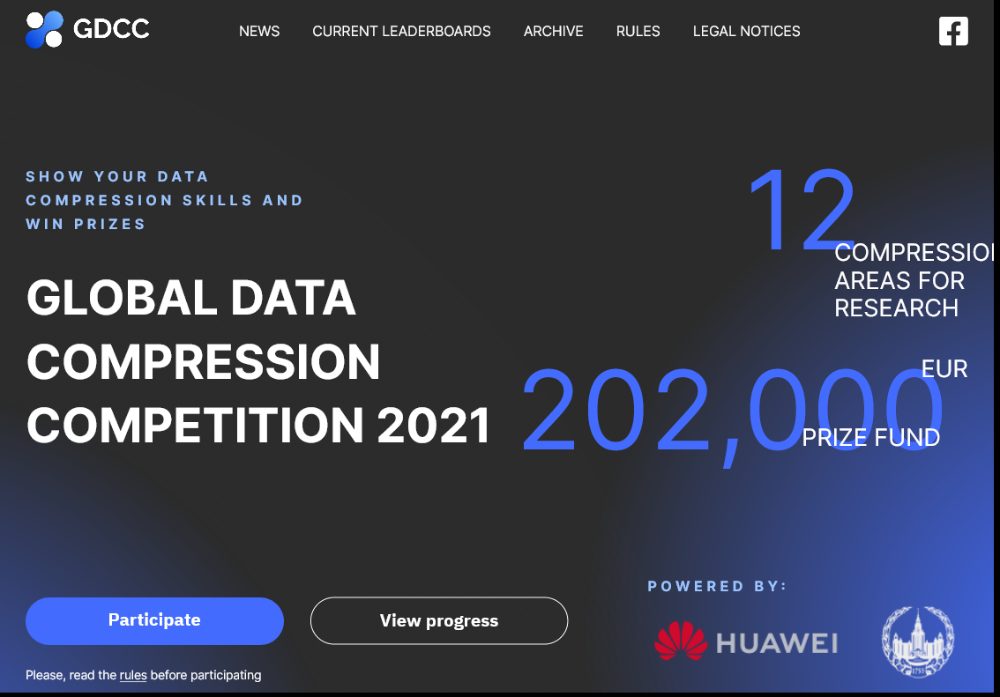 GDCC
NEWS
CURRENT LEADERBOARDS
ARCHIVE
RULES
LEGAL NOTICES
SHOW YOUR DATA
COMPRESSION SKILLS AND
WIN PRIZES
GLOBAL DATA
COMPRESSION
COMPETITION 2021
12
COMPRESSIO
AREAS FOR
RESEARCH
202,000
EUR
PRIZE FUND
Participate
View progress
Please, read the rules before participating
POWERED BY:
HUAWEI
1755